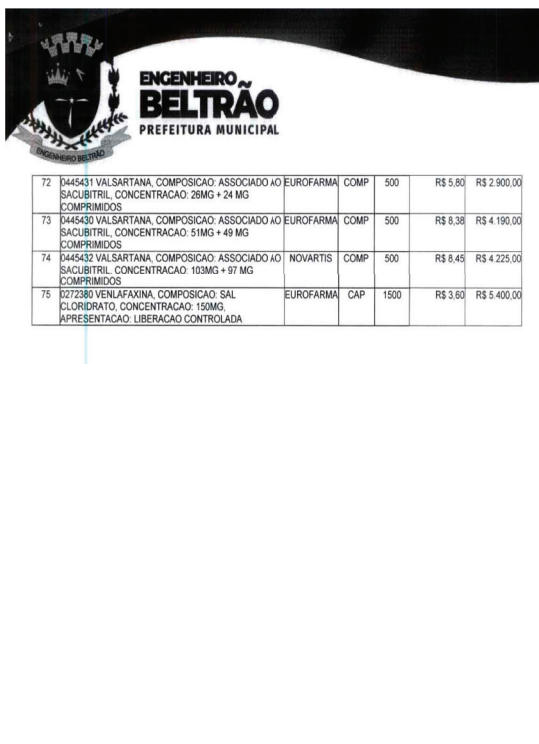 ENGENHEIRO
BELTRÃO
PREFEITURA MUNICIPAL
ENGENHEIRO BELTRÃO
72 0445431 VALSARTANA, COMPOSICAO: ASSOCIADO AO EUROFARMA COMP 500 R$ 5,80 R$ 2.900,00
SACUBITRIL, CONCENTRACAO: 26MG + 24 MG
COMPRIMIDOS
73 0445430 VALSARTANA, COMPOSICAO: ASSOCIADO AO EUROFARMA COMP 500 R$ 8,38 R$ 4.190,00
SACUBITRIL, CONCENTRACAO: 51MG + 49 MG
COMPRIMIDOS
74 0445432 VALSARTANA, COMPOSICAO: ASSOCIADO AO NOVARTIS COMP 500 R$ 8,45 R$ 4.225,00
SACUBITRIL, CONCENTRACAO: 103MG + 97 MG
COMPRIMIDOS
75 0272380 VENLAFAXINA, COMPOSICAO: SAL EUROFARMA CAP 1500 R$ 3,60 R$ 5.400,00
CLORIDRATO, CONCENTRACAO: 150MG,
APRESENTACAO: LIBERACAO CONTROLADA